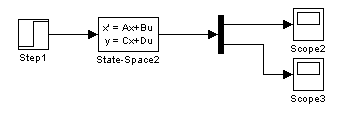 Step1
x' = Ax+Bu
y = Cx+Du
State-Space2
Scope2
Scope3